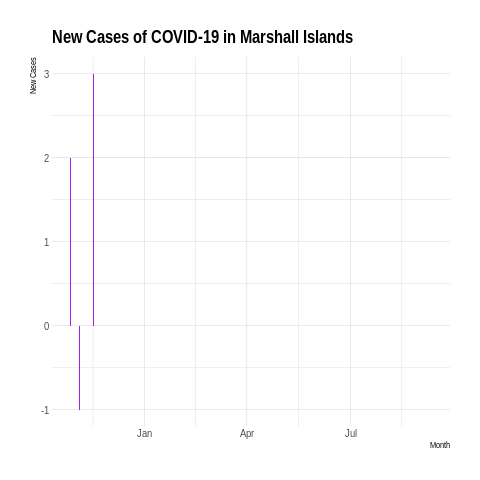 New Cases of COVID-19 in Marshall Islands
New Cases
3
2
1
0
-1
Jan Apr Jul
Month